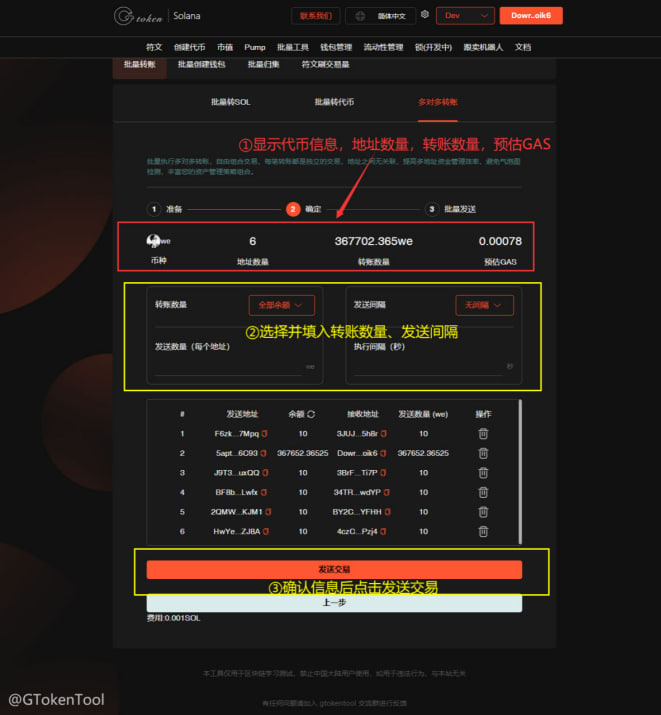 Gtoken Solana 联系我们 简体中文 Dev Dowr..oik6
符文 创建代币 市值 Pump 批量工具 钱包管理 流动性管理 锁(开发中) 跟卖机器人 文档
批量转账 批量创建钱包 批量归集 符文刷交易量
批量转SOL 批量转代币 多对多转账
①显示代币信息，地址数量，转账数量，预估GAS
批量执行多对多转账，自由组合交易，每笔转账都是独立的交易，地址之间无关联，提高多地址资金管理效率，避免气泡图
检测，丰富您的资产管理策略组合。
1 准备 2 确定 3 批量发送
we 6 367702.365we 0.00078
币种 地址数量 转账数量 预估GAS
转账数量 全部余额 发送间隔 无间隔
②选择并填入转账数量、发送间隔
发送数量（每个地址） 执行间隔（秒）
we 秒
# 发送地址 余额 接收地址 发送数量 (we) 操作
1 F6zk...7Mpq 10 3JUJ...5h8r 10
2 5apt...6C93 367652.36525 Dowr...oik6 367652.36525
3 J9T3...uxQQ 10 3BrF...Ti7P 10
4 BF8b...Lwfx 10 34TR...wdYP 10
5 2QMW...KJM1 10 BY2C...YFHH 10
6 HwYe...ZJ8A 10 4czG...Pzj4 10
发送交易
③确认信息后点击发送交易
上一步
费用:0.001SOL
本工具仅用于区块链学习测试，禁止中国大陆用户使用，如用于违法行为，与本站无关
@GTokenTool
有任何问题请加入 gtokentool 交流群进行反馈